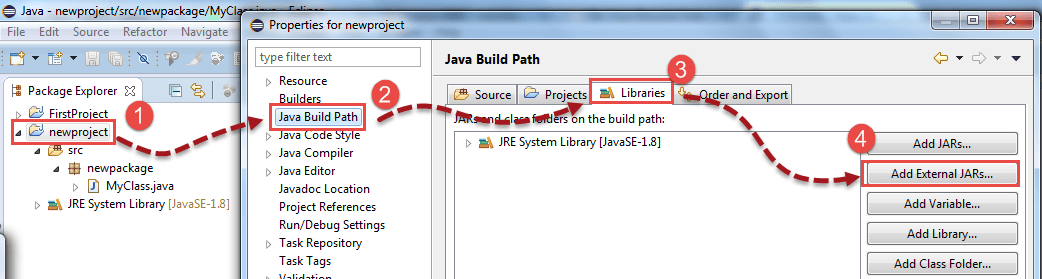 Java - newproject/src/newpackage/MyClass.java - Eclipse
File Edit Source Refactor Navigate
Package Explorer
FirstProject
newproject
src
newpackage
MyClass.java
JRE System Library [JavaSE-1.8]
1
Properties for newproject
type filter text
Resource
Builders
Java Build Path
Java Code Style
Java Compiler
Java Editor
Javadoc Location
Project References
Run/Debug Settings
Task Repository
Task Tags
Validation
2
Java Build Path
3
Source Projects Libraries Order and Export
JARs and class folders on the build path:
JRE System Library [JavaSE-1.8]
4
Add JARs...
Add External JARs...
Add Variable...
Add Library...
Add Class Folder...